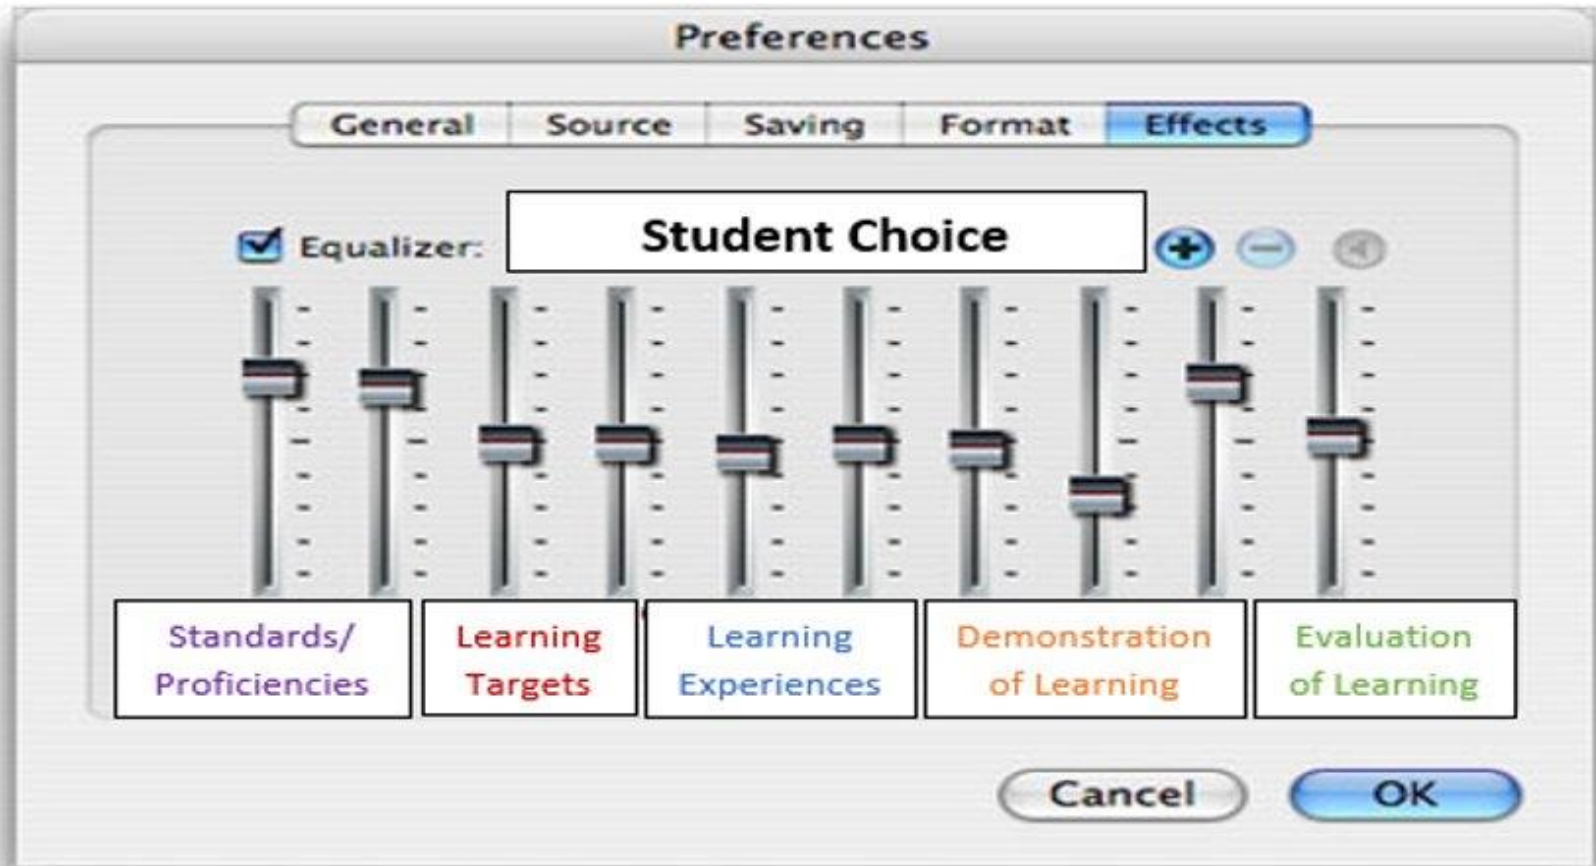 Preferences
General Source Saving Format Effects
Equalizer: Student Choice
Standards/
Proficiencies
Learning
Targets
Learning
Experiences
Demonstration
of Learning
Evaluation
of Learning
Cancel OK